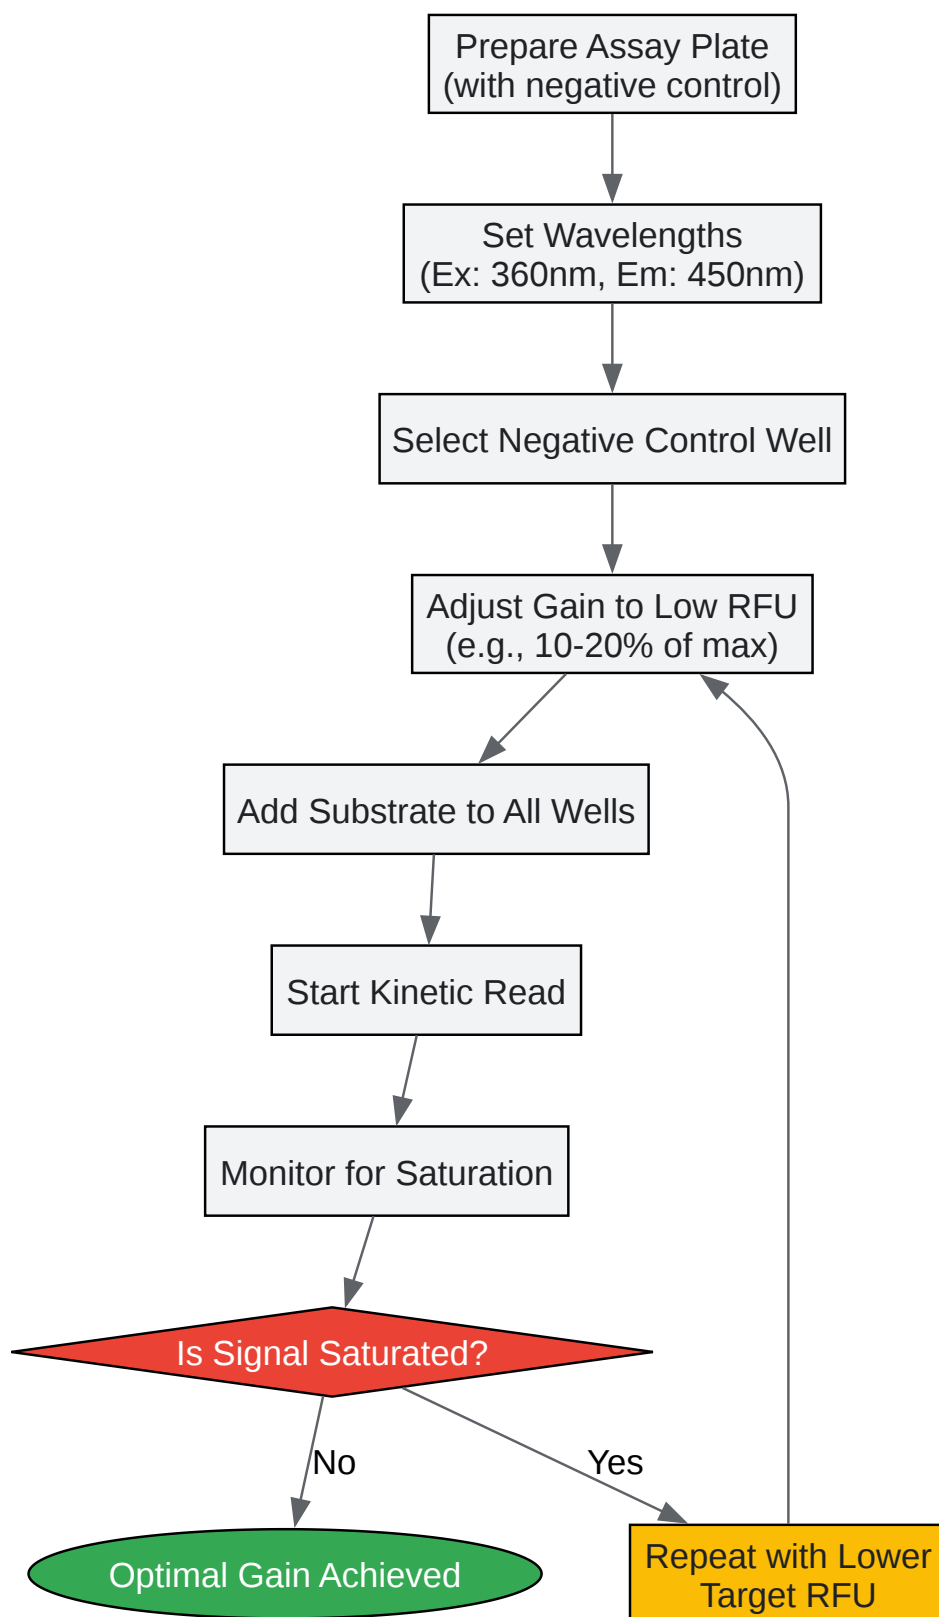 Prepare Assay Plate
(with negative control)
Set Wavelengths
(Ex: 360nm, Em: 450nm)
Select Negative Control Well
Adjust Gain to Low RFU
(e.g., 10-20% of max)
Add Substrate to All Wells
Start Kinetic Read
Monitor for Saturation
Is Signal Saturated?
No
Yes
Optimal Gain Achieved
Repeat with Lower
Target RFU